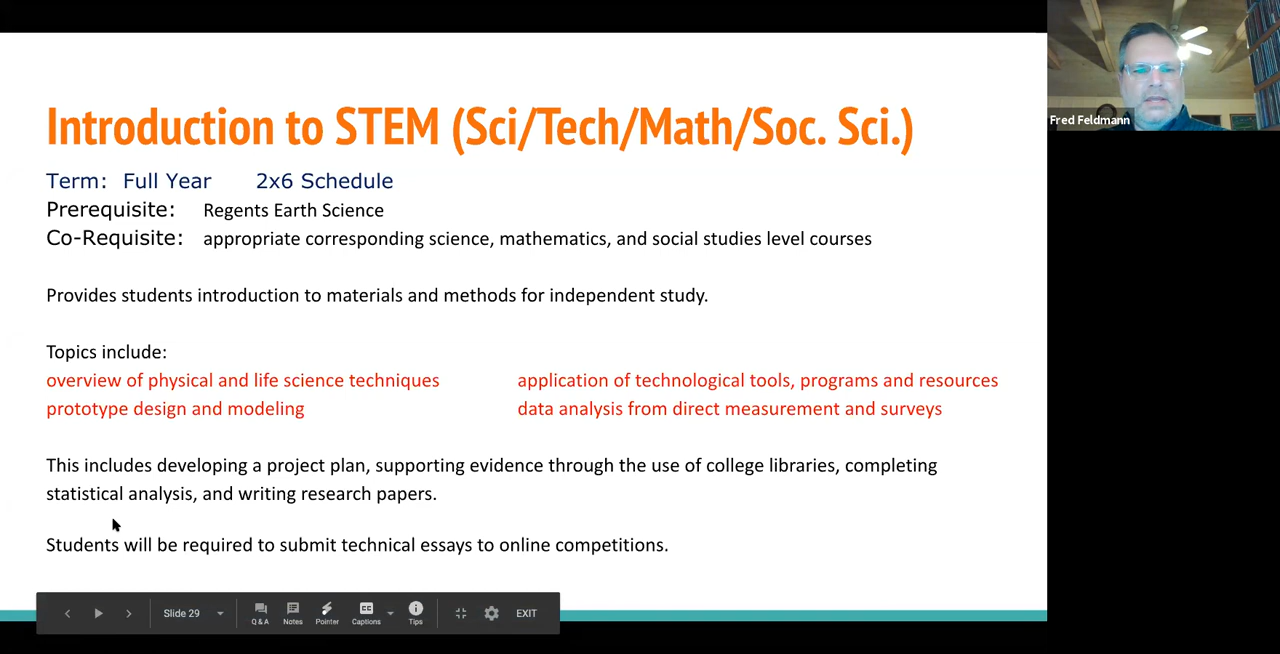 Introduction to STEM (Sci/Tech/Math/Soc. Sci.)
Term: Full Year 2x6 Schedule
Prerequisite: Regents Earth Science
Co-Requisite: appropriate corresponding science, mathematics, and social studies level courses
Provides students introduction to materials and methods for independent study.
Topics include:
overview of physical and life science techniques application of technological tools, programs and resources
prototype design and modeling data analysis from direct measurement and surveys
This includes developing a project plan, supporting evidence through the use of college libraries, completing
statistical analysis, and writing research papers.
Students will be required to submit technical essays to online competitions.
Slide 29
Q & A Notes Pointer Captions Tips
EXIT
Fred Feldmann